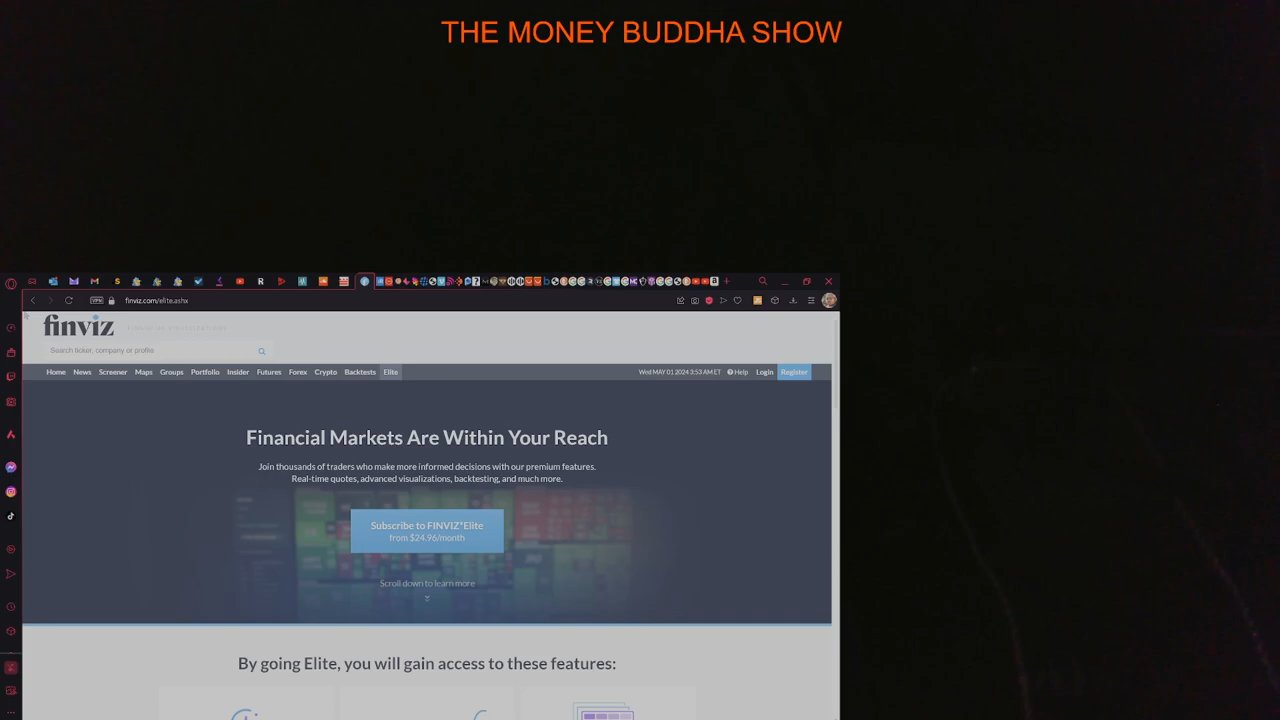 THE MONEY BUDDHA SHOW
finviz.com/elite.ashx
finviz
Search ticker, company or profile
Home News Screener Maps Groups Portfolio Insider Futures Forex Crypto Backtests Elite
Wed MAY 01 2024 3:53 AM ET Help Login Register
Financial Markets Are Within Your Reach
Join thousands of traders who make more informed decisions with our premium features.
Real-time quotes, advanced visualizations, backtesting, and much more.
Subscribe to FINVIZ*Elite
from $24.96/month
Scroll down to learn more
By going Elite, you will gain access to these features: